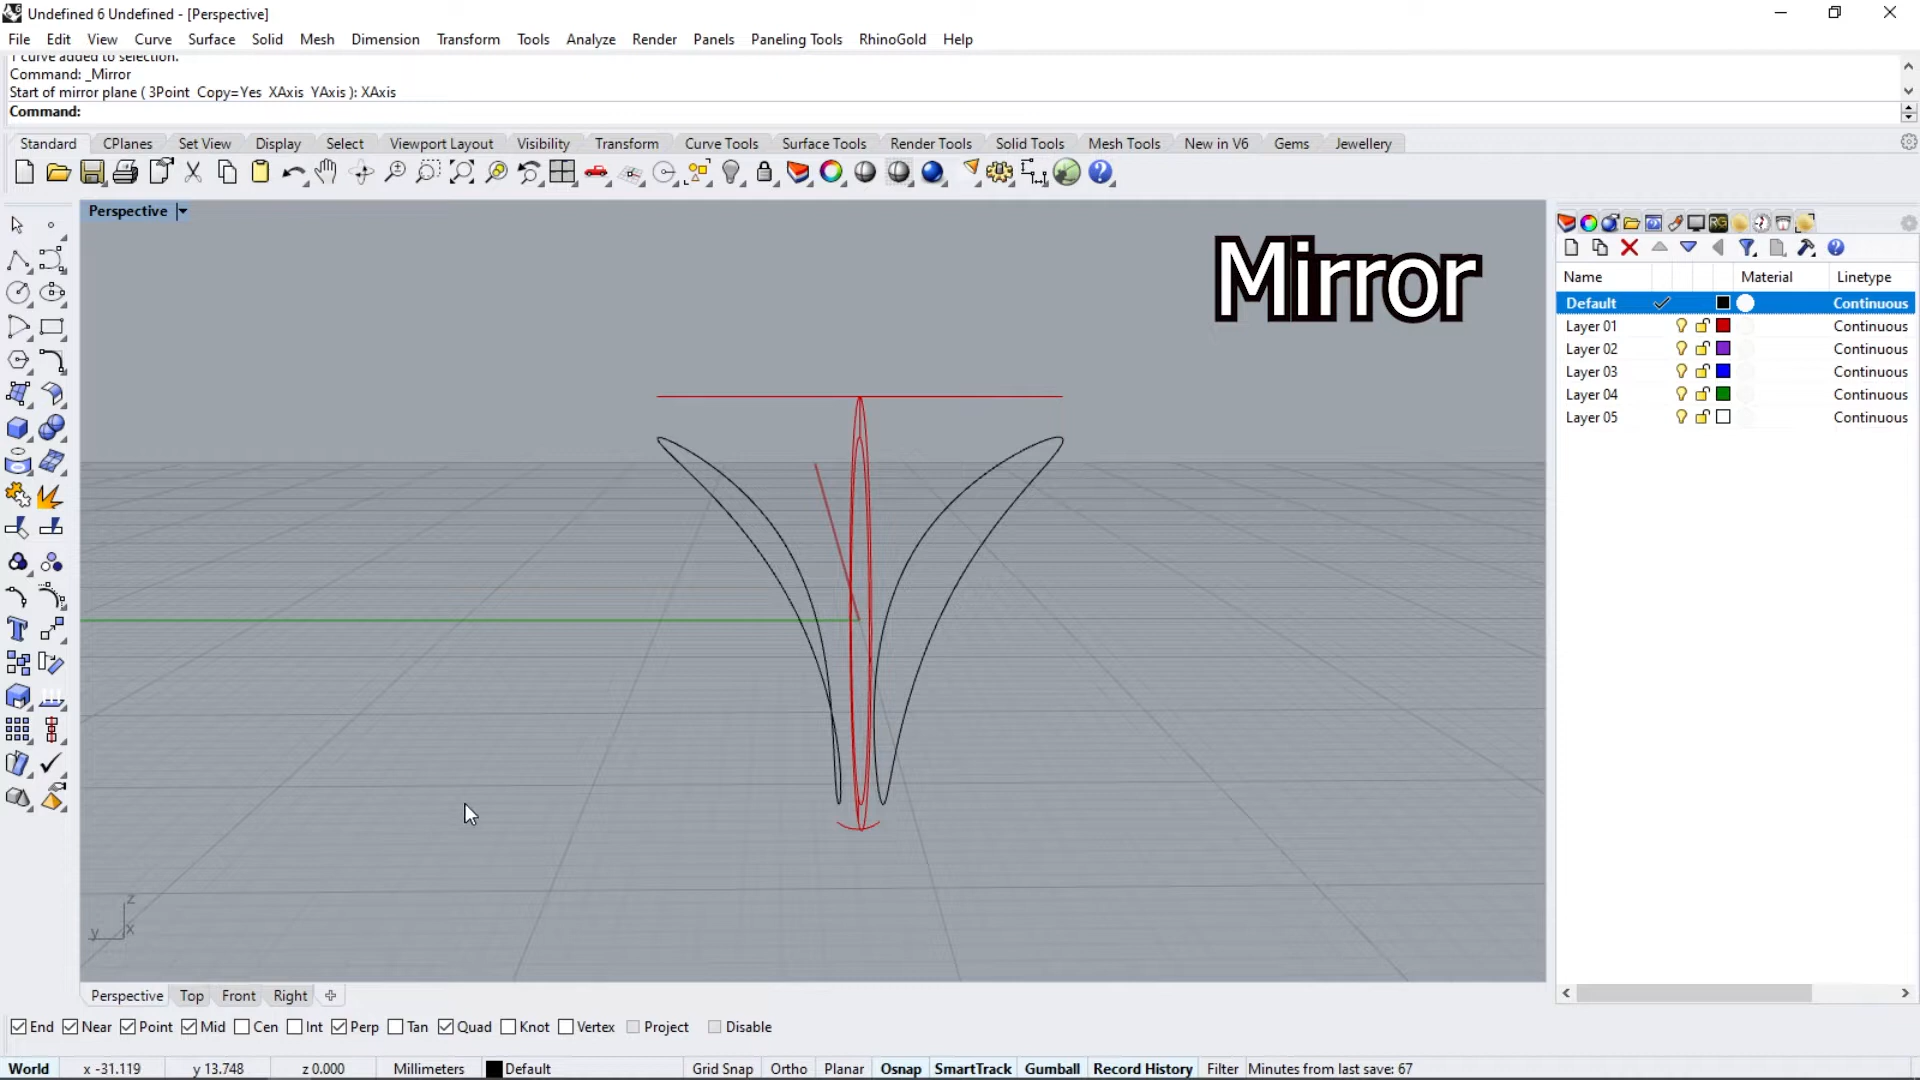 Undefined 6 Undefined - [Perspective]
File Edit View Curve Surface Solid Mesh Dimension Transform Tools Analyze Render Panels Paneling Tools RhinoGold Help
1 curve added to selection.
Command: _Mirror
Start of mirror plane ( 3Point Copy=Yes XAxis YAxis ): XAxis
Command:
Standard CPlanes Set View Display Select Viewport Layout Visibility Transform Curve Tools Surface Tools Render Tools Solid Tools Mesh Tools New in V6 Gems Jewellery
Perspective
Mirror
Name Material Linetype
Default Continuous
Layer 01 Continuous
Layer 02 Continuous
Layer 03 Continuous
Layer 04 Continuous
Layer 05 Continuous
z
y x
Perspective Top Front Right
End Near Point Mid Cen Int Perp Tan Quad Knot Vertex Project Disable
World x -31.119 y 13.748 z 0.000 Millimeters Default Grid Snap Ortho Planar Osnap SmartTrack Gumball Record History Filter Minutes from last save: 67